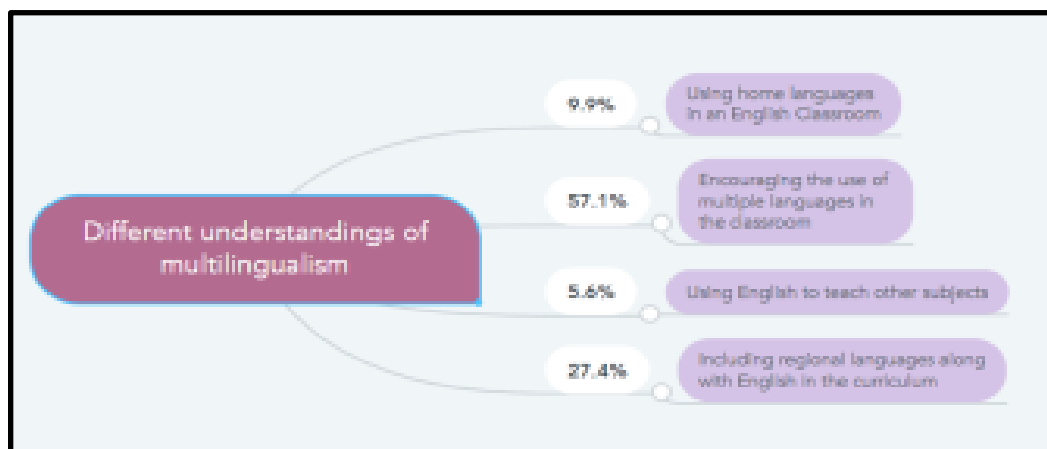 9.9%
Using home languages
in an English Classroom
57.1%
Encouraging the use of
multiple languages in
the classroom
Different understandings of
multilingualism
5.6%
Using English to teach other subjects
27.4%
Including regional languages along
with English in the curriculum